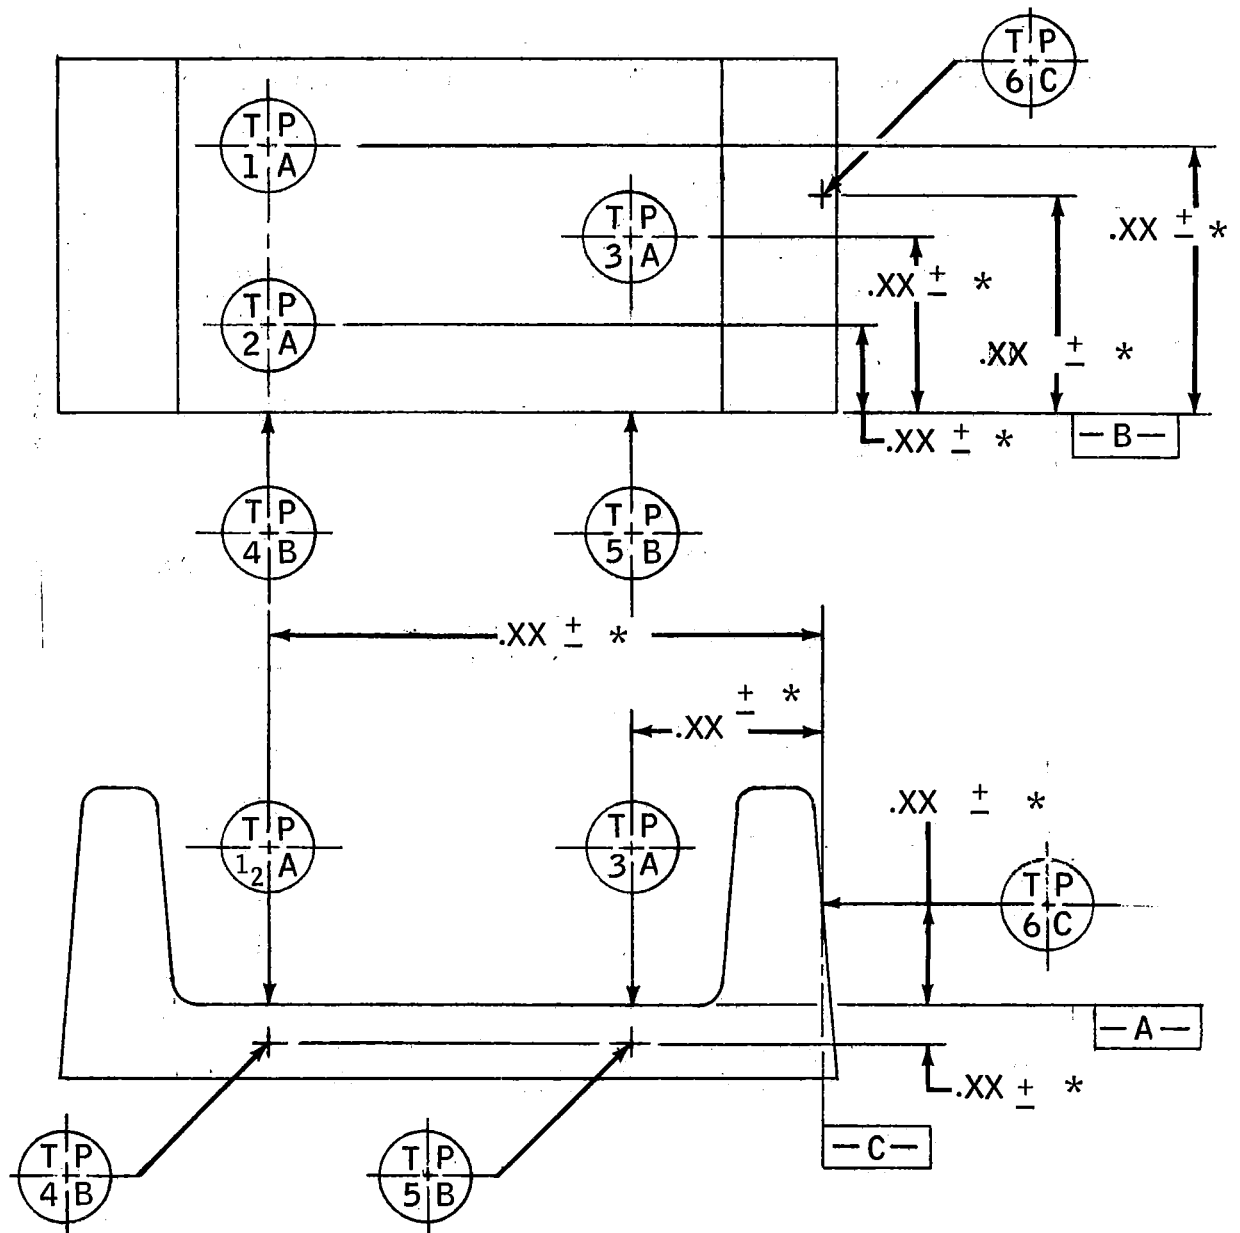 T P
6 C
T P
1 A
T P
3 A
.XX ± *
.XX ± *
T P
2 A
.XX ± *
.XX ± *
-B-
T P
4 B
T P
5 B
.XX ± *
.XX ± *
.XX ± *
T P
1,2 A
T P
3 A
T P
6 C
-A-
.XX ± *
-C-
T P
4 B
T P
5 B